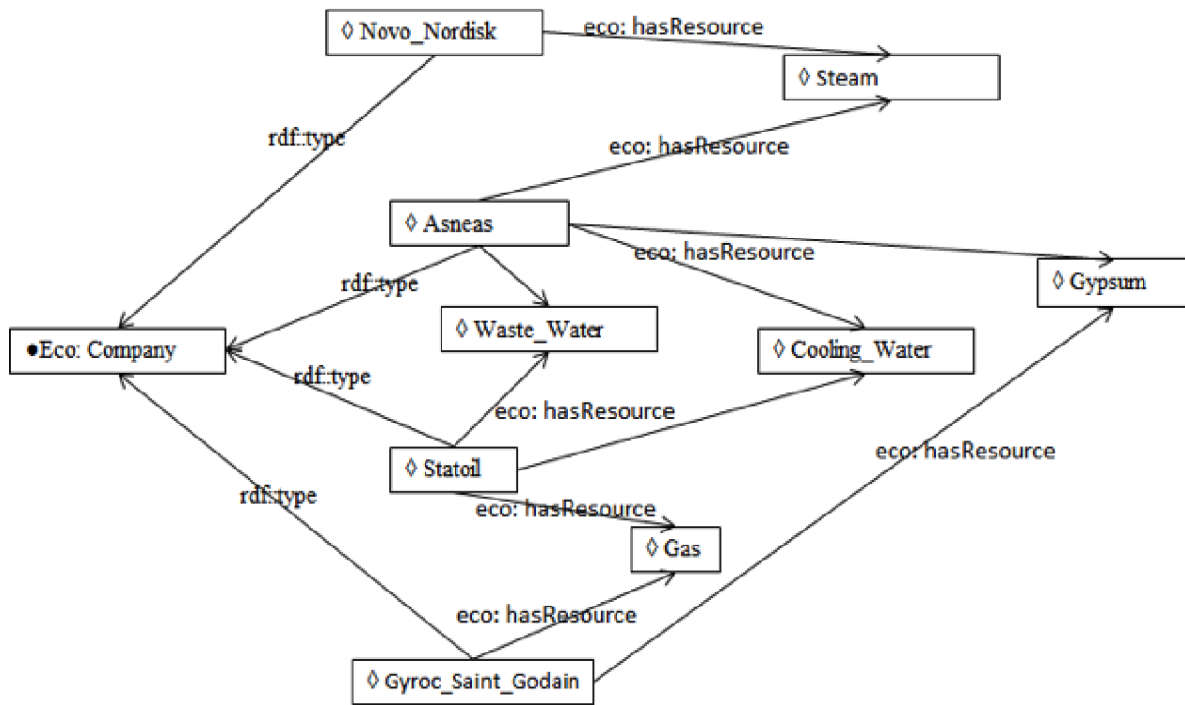 ◊ Novo_Nordisk
eco: hasResource
◊ Steam
rdf::type
eco: hasResource
◊ Asneas
eco: hasResource
rdf::type
◊ Gypsum
◊ Waste_Water
●Eco: Company
◊ Cooling_Water
rdf::type
eco: hasResource
eco: hasResource
◊ Statoil
rdf::type
eco: hasResource
◊ Gas
eco: hasResource
◊ Gyroc_Saint_Godain